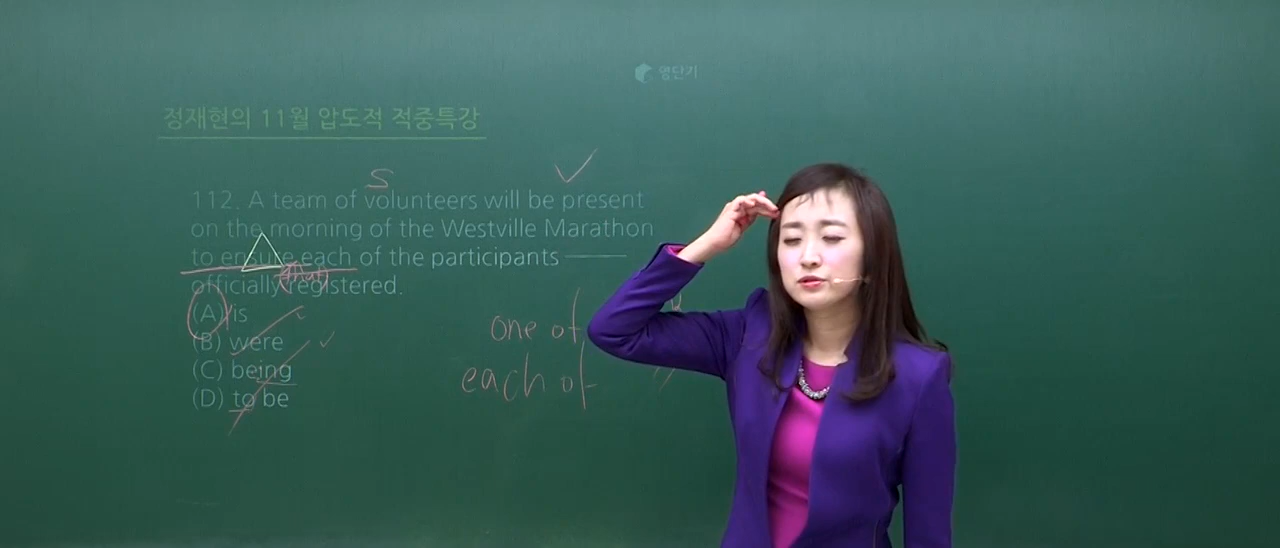 영단기
정재현의 11월 압도적 적중특강
S
112. A team of volunteers will be present
on the morning of the Westville Marathon
to ensure each of the participants ———
(that)
officially registered.
(A) is
(B) were
(C) being
(D) to be
one of
each of